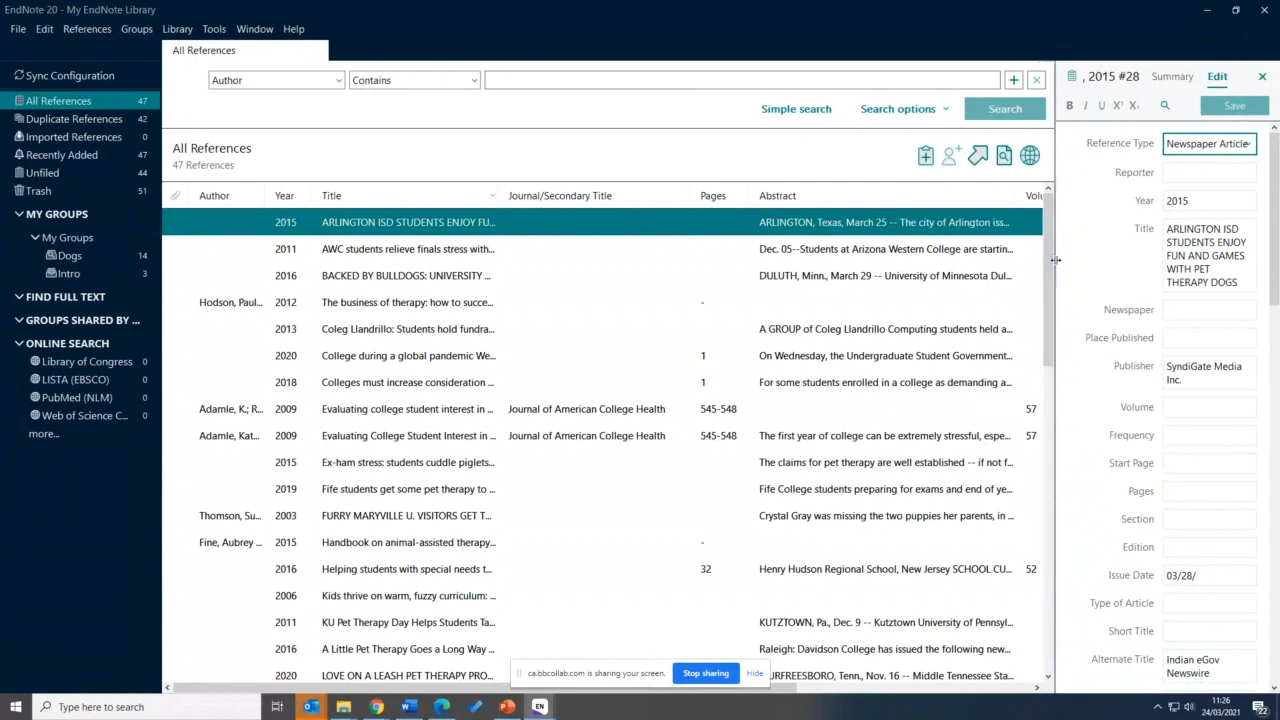 EndNote 20 - My EndNote Library
File Edit References Groups Library Tools Window Help
All References
Sync Configuration
All References 47
Duplicate References 42
Imported References 0
Recently Added 47
Unfiled 44
Trash 51
MY GROUPS
My Groups
Dogs 14
Intro 3
FIND FULL TEXT
GROUPS SHARED BY ...
ONLINE SEARCH
Library of Congress 0
LISTA (EBSCO) 0
PubMed (NLM) 0
Web of Science C... 0
more...
Author Contains
Simple search Search options Search
All References
47 References
Author Year Title Journal/Secondary Title Pages Abstract Volu
2015 ARLINGTON ISD STUDENTS ENJOY FU... ARLINGTON, Texas, March 25 -- The city of Arlington iss...
2011 AWC students relieve finals stress with... Dec. 05--Students at Arizona Western College are startin...
2016 BACKED BY BULLDOGS: UNIVERSITY ... DULUTH, Minn., March 29 -- University of Minnesota Dul...
Hodson, Paul... 2012 The business of therapy: how to succe... -
2013 Coleg Llandrillo: Students hold fundra... A GROUP of Coleg Llandrillo Computing students held a...
2020 College during a global pandemic We... 1 On Wednesday, the Undergraduate Student Government...
2018 Colleges must increase consideration ... 1 For some students enrolled in a college as demanding a...
Adamle, K.; R... 2009 Evaluating college student interest in ... Journal of American College Health 545-548 57
Adamle, Kat... 2009 Evaluating College Student Interest in ... Journal of American College Health 545-548 The first year of college can be extremely stressful, espe... 57
2015 Ex-ham stress: students cuddle piglets... The claims for pet therapy are well established -- if not f...
2019 Fife students get some pet therapy to ... Fife College students preparing for exams and end of ye...
Thomson, Su... 2003 FURRY MARYVILLE U. VISITORS GET T... Crystal Gray was missing the two puppies her parents, in ...
Fine, Aubrey ... 2015 Handbook on animal-assisted therapy... -
2016 Helping students with special needs t... 32 Henry Hudson Regional School, New Jersey SCHOOL CU... 52
2006 Kids thrive on warm, fuzzy curriculum: ...
2011 KU Pet Therapy Day Helps Students Ta... KUTZTOWN, Pa., Dec. 9 -- Kutztown University of Pennsyl...
2016 A Little Pet Therapy Goes a Long Way ... Raleigh: Davidson College has issued the following new...
2020 LOVE ON A LEASH PET THERAPY PRO... URFREESBORO, Tenn., Nov. 16 -- Middle Tennessee Sta...
ca.bbcollab.com is sharing your screen. Stop sharing Hide
, 2015 #28 Summary Edit
B I U X¹ X₁ Save
Reference Type Newspaper Article
Reporter
Year 2015
Title ARLINGTON ISD
STUDENTS ENJOY
FUN AND GAMES
WITH PET
THERAPY DOGS
Newspaper
Place Published
Publisher SyndiGate Media
Inc.
Volume
Frequency
Start Page
Pages
Section
Edition
Issue Date 03/28/
Type of Article
Short Title
Alternate Title Indian eGov
Newswire
Type here to search
EN
11:26
24/03/2021
22